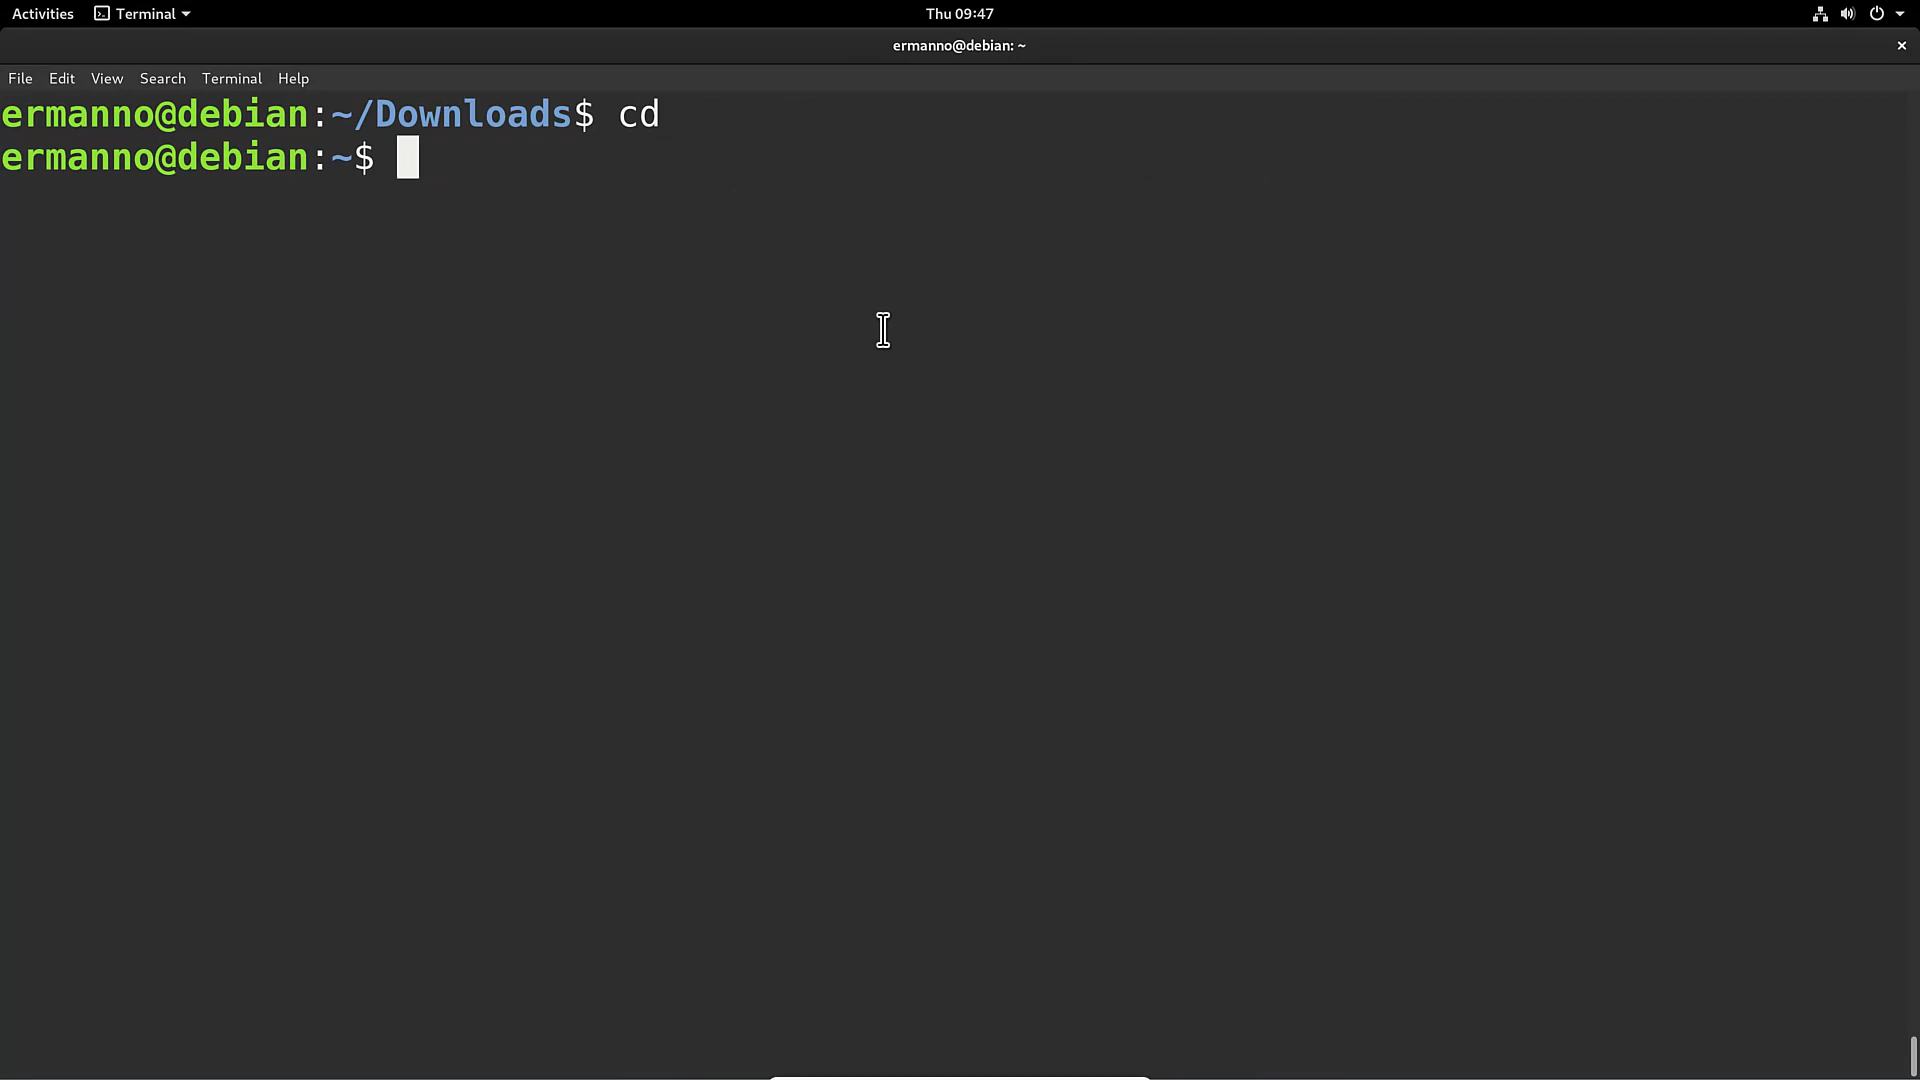 Activities Terminal Thu 09:47
ermanno@debian: ~
File Edit View Search Terminal Help
ermanno@debian:~/Downloads$ cd
ermanno@debian:~$